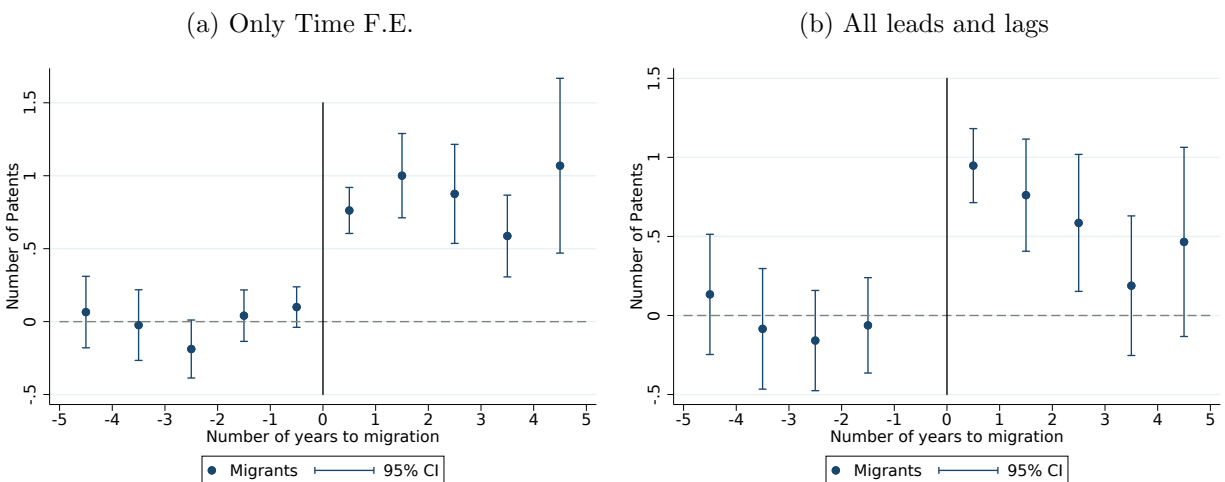 (a) Only Time F.E.
Number of Patents
1.5
1
.5
0
-.5
-5 -4 -3 -2 -1 0 1 2 3 4 5
Number of years to migration
Migrants 95% CI
(b) All leads and lags
Number of Patents
1.5
1
.5
0
-.5
-5 -4 -3 -2 -1 0 1 2 3 4 5
Number of years to migration
Migrants 95% CI